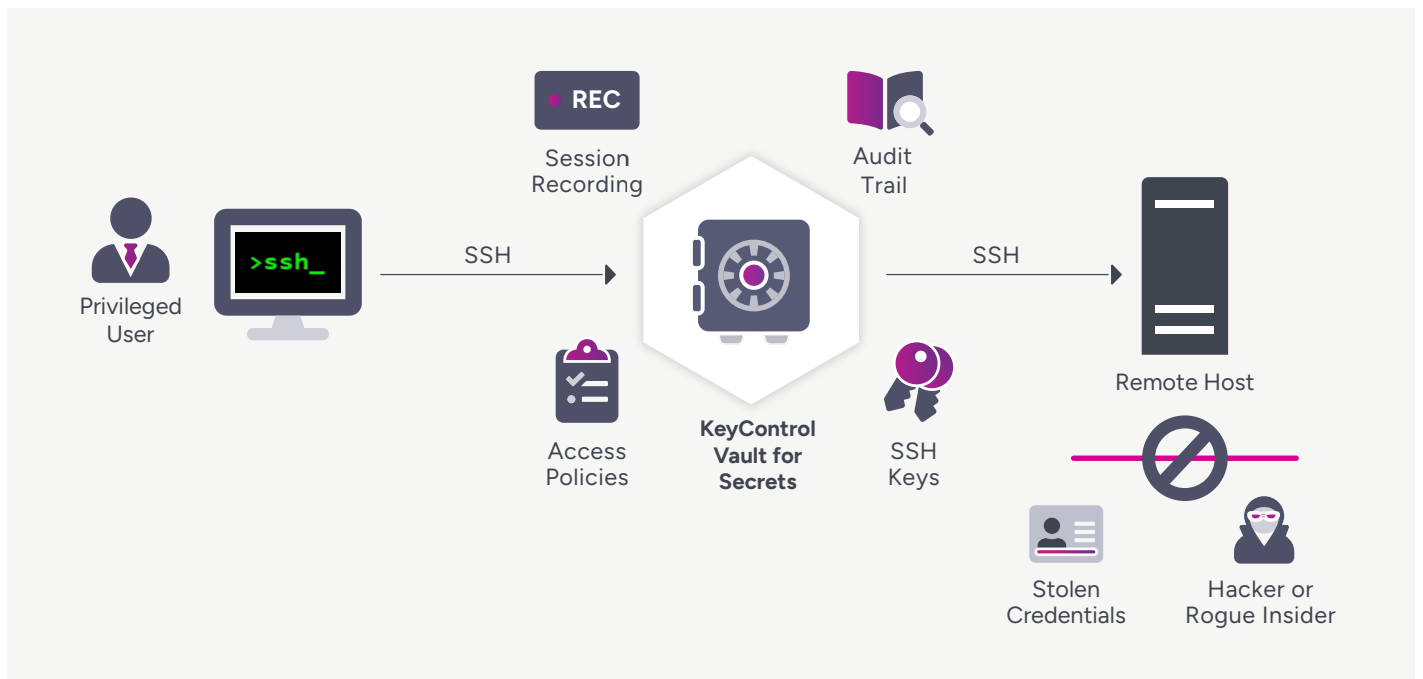 REC
Session
Recording
Audit
Trail
Privileged
User
>ssh_
SSH
SSH
Access
Policies
KeyControl
Vault for
Secrets
SSH
Keys
Remote Host
Stolen
Credentials
Hacker or
Rogue Insider